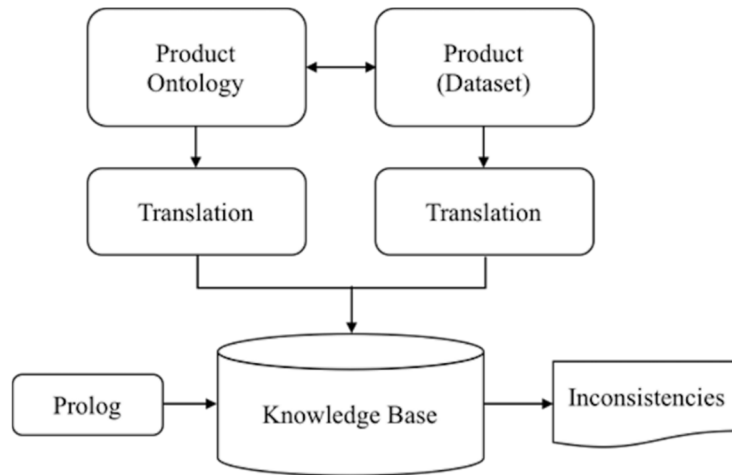 Product
Ontology
Product
(Dataset)
Translation
Translation
Prolog
Knowledge Base
Inconsistencies